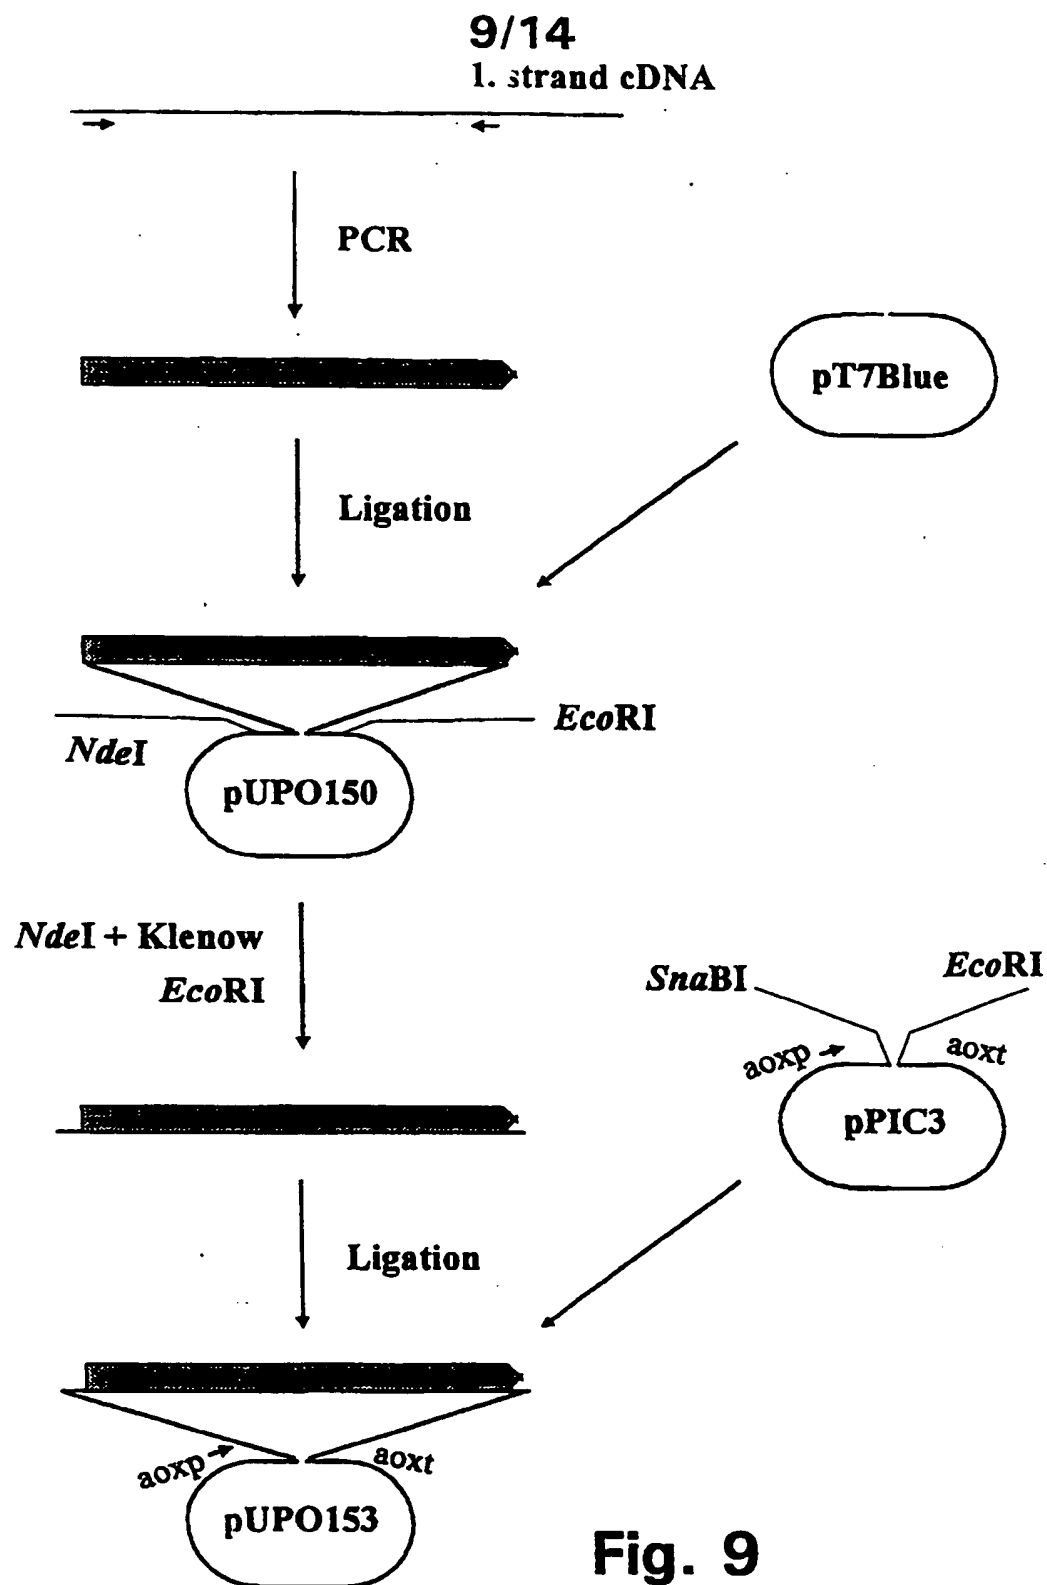 9/14
1. strand cDNA
PCR
pT7Blue
Ligation
NdeI
EcoRI
pUPO150
NdeI + Klenow
EcoRI
SnaBI
EcoRI
aoxp
aoxt
pPIC3
Ligation
aoxp
aoxt
pUPO153
Fig. 9